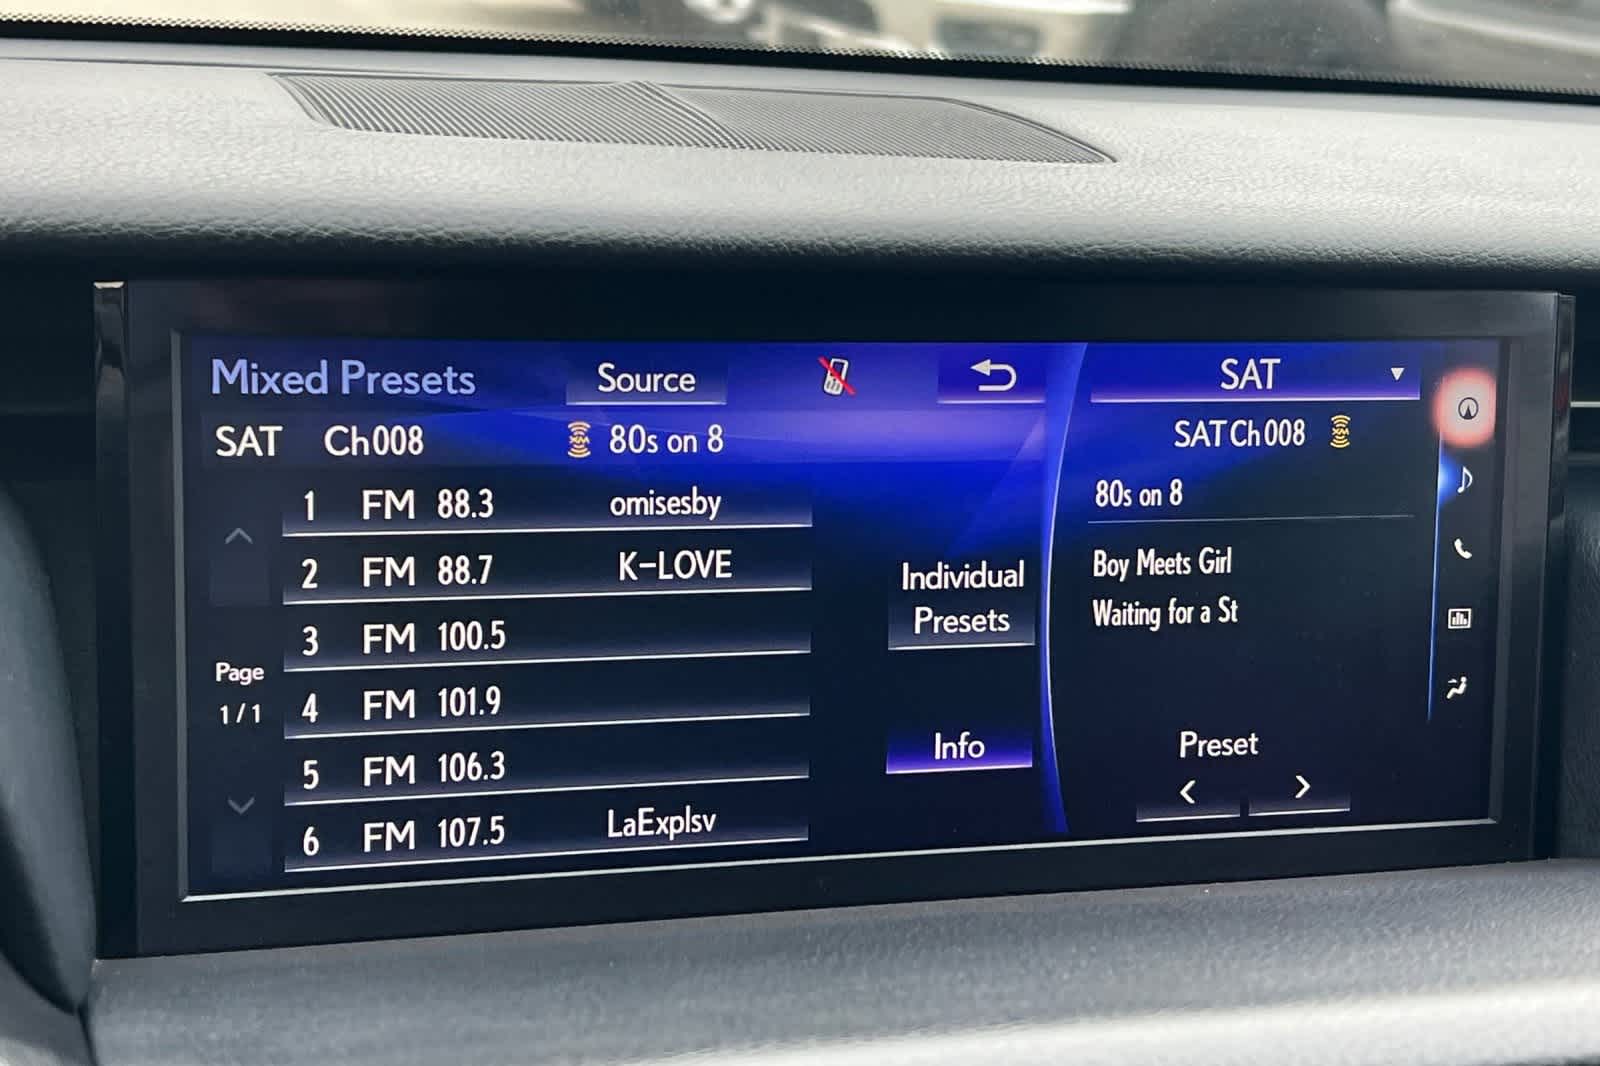 Mixed Presets Source SAT
SAT Ch008 XM 80s on 8 SAT Ch008 XM
80s on 8
1 FM 88.3 omisesby
2 FM 88.7 K-LOVE
3 FM 100.5
4 FM 101.9
5 FM 106.3
6 FM 107.5 LaExplsv
Page
1/1
Individual
Presets
Info
Boy Meets Girl
Waiting for a St
Preset